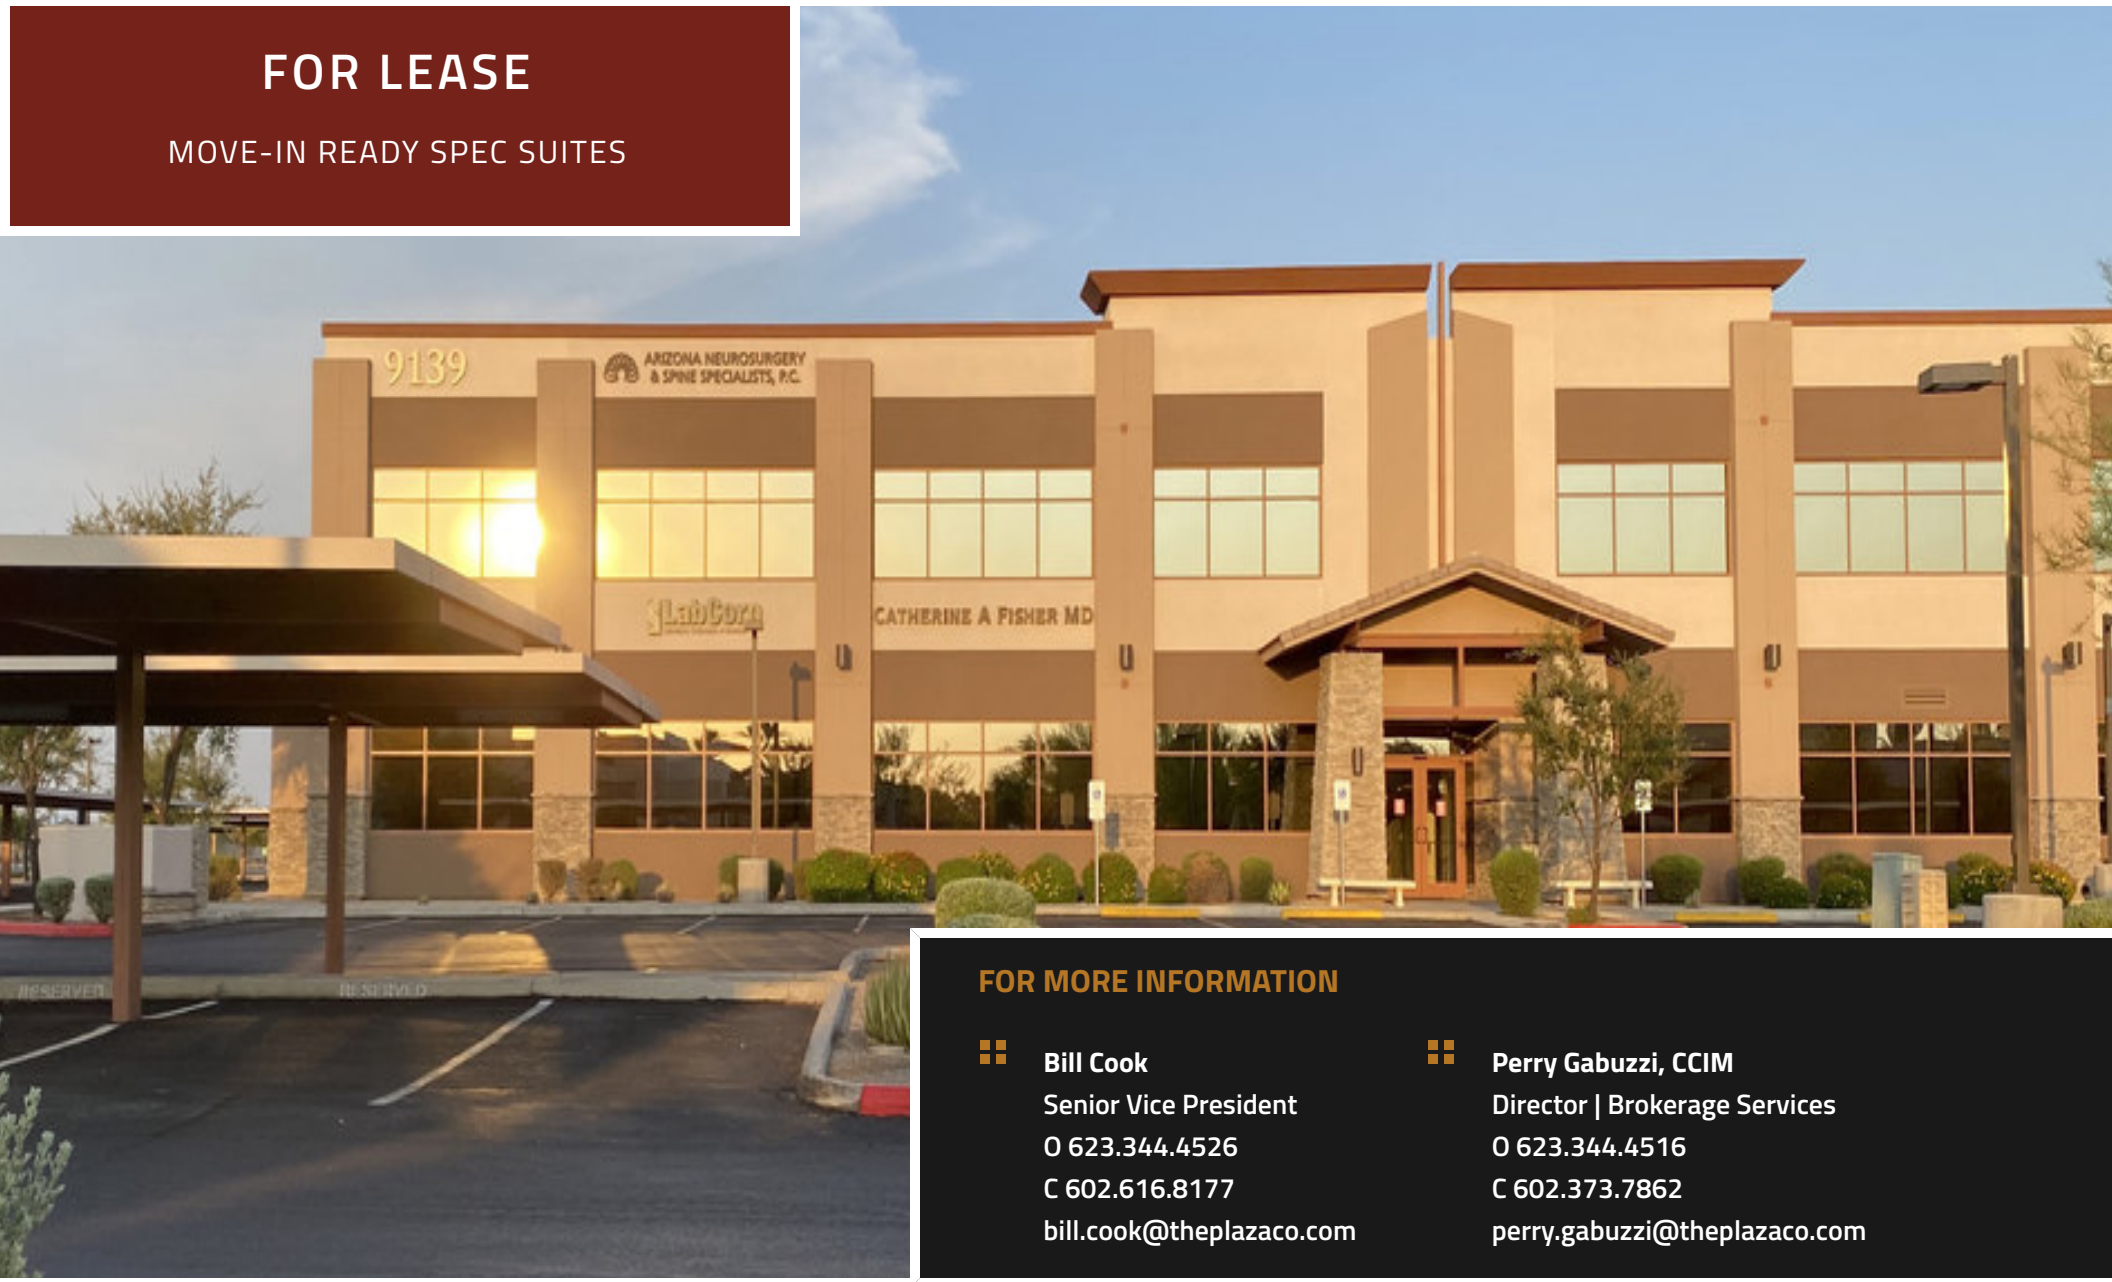 FOR LEASE
MOVE-IN READY SPEC SUITES
9139
ARIZONA NEUROSURGERY
& SPINE SPECIALISTS, P.C.
LabCorp
CATHERINE A FISHER MD
RESERVED
RESERVED
FOR MORE INFORMATION
Bill Cook
Senior Vice President
O 623.344.4526
C 602.616.8177
bill.cook@theplazaco.com
Perry Gabuzzi, CCIM
Director | Brokerage Services
O 623.344.4516
C 602.373.7862
perry.gabuzzi@theplazaco.com